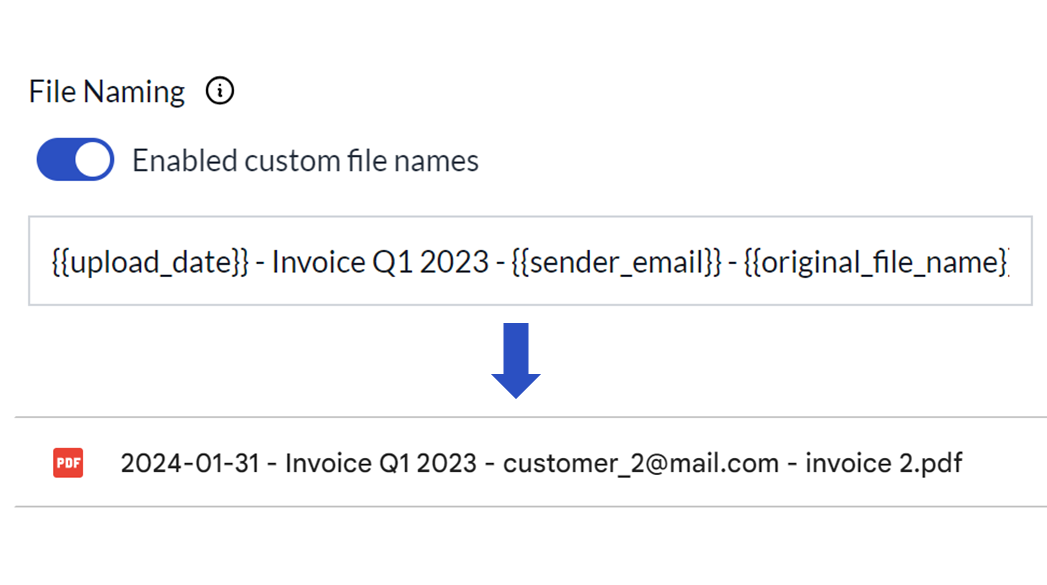 File Naming
Enabled custom file names
{{upload_date}} - Invoice Q1 2023 - {{sender_email}} - {{original_file_name}
PDF 2024-01-31 - Invoice Q1 2023 - customer_2@mail.com - invoice 2.pdf